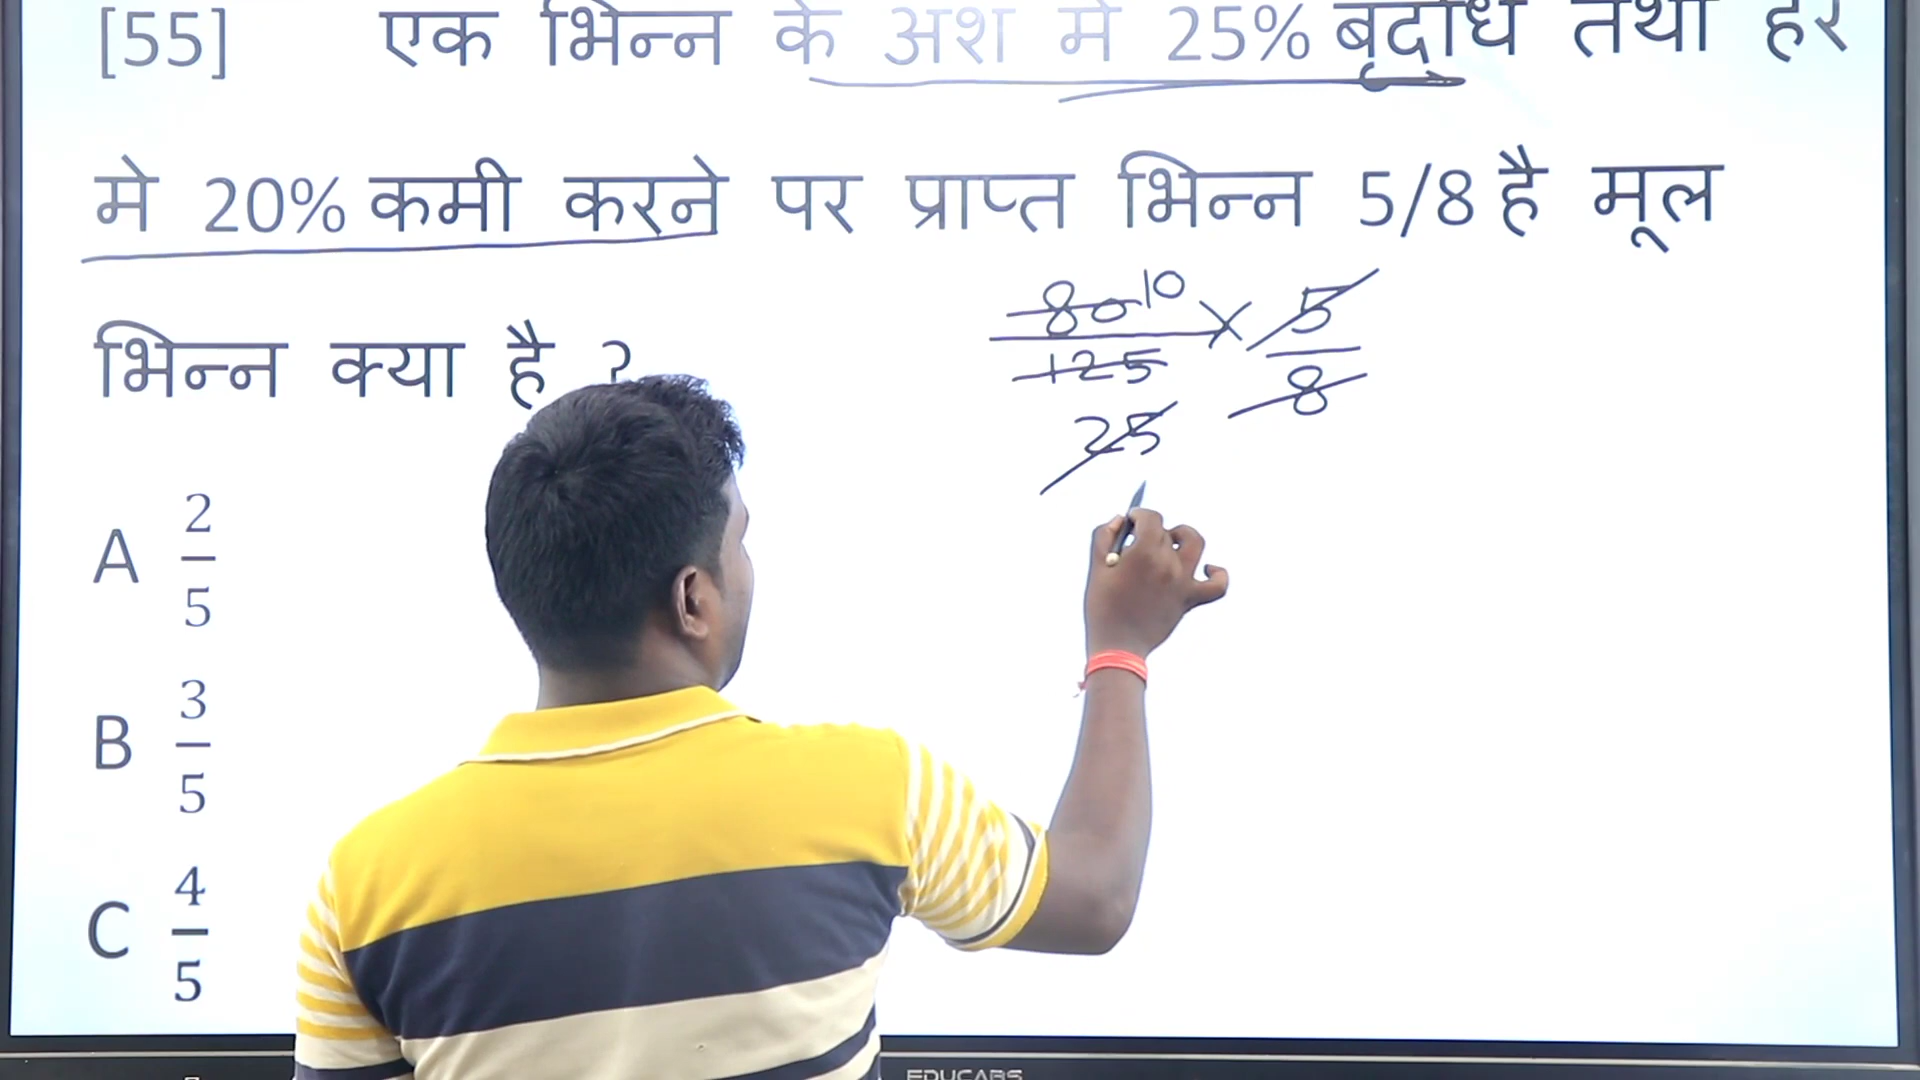 [55] एक भिन्न के अंश मे 25% बृदधि तथा हर
मे 20% कमी करने पर प्राप्त भिन्न 5/8 है मूल
भिन्न क्या है ?
80 10 × 5
125 8
25
A 2/5
B 3/5
C 4/5